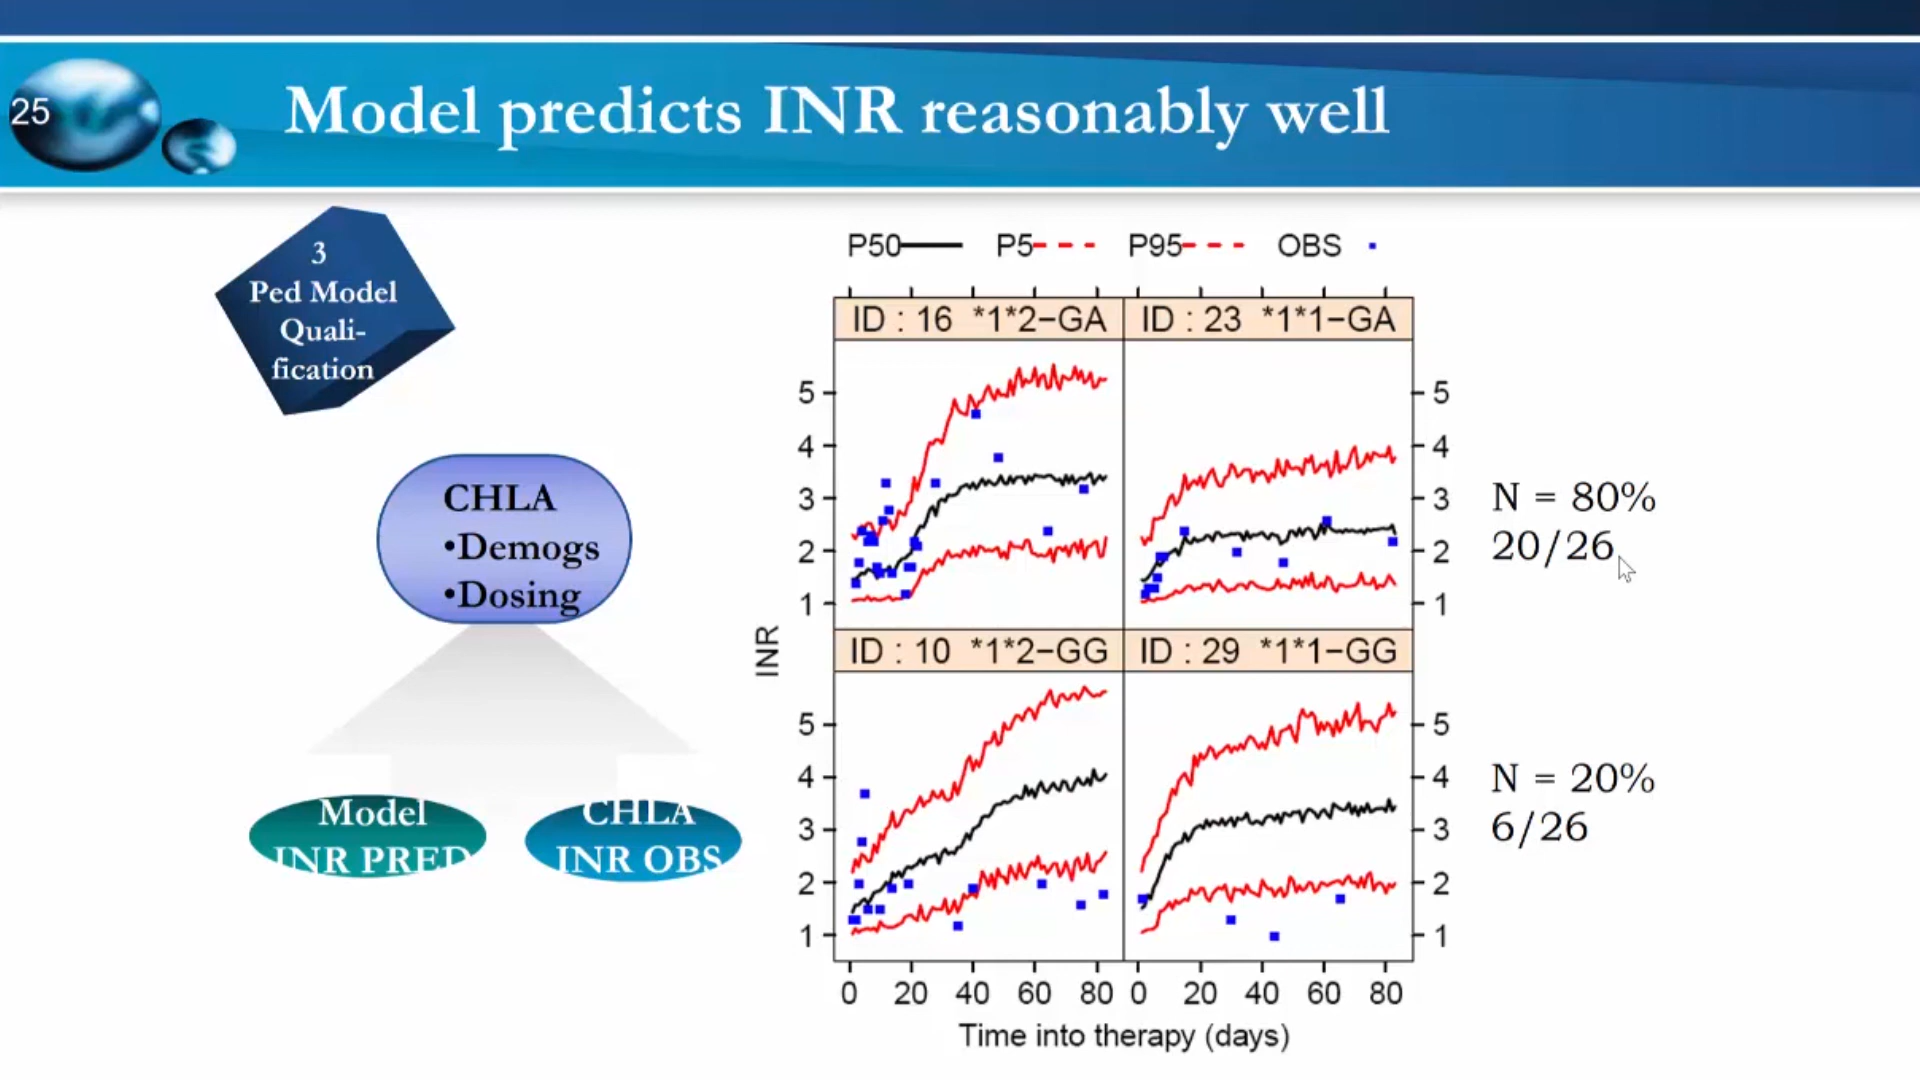 25
Model predicts INR reasonably well
3
Ped Model
Quali-
fication
CHLA
•Demogs
•Dosing
Model
INR PRED
CHLA
INR OBS
P50 P5 P95 OBS
ID : 16 *1*2−GA ID : 23 *1*1−GA
5 5
4 4
3 3
2 2
1 1
N = 80%
20/26
INR
ID : 10 *1*2−GG ID : 29 *1*1−GG
5 5
4 4
3 3
2 2
1 1
N = 20%
6/26
0 20 40 60 80 0 20 40 60 80
Time into therapy (days)